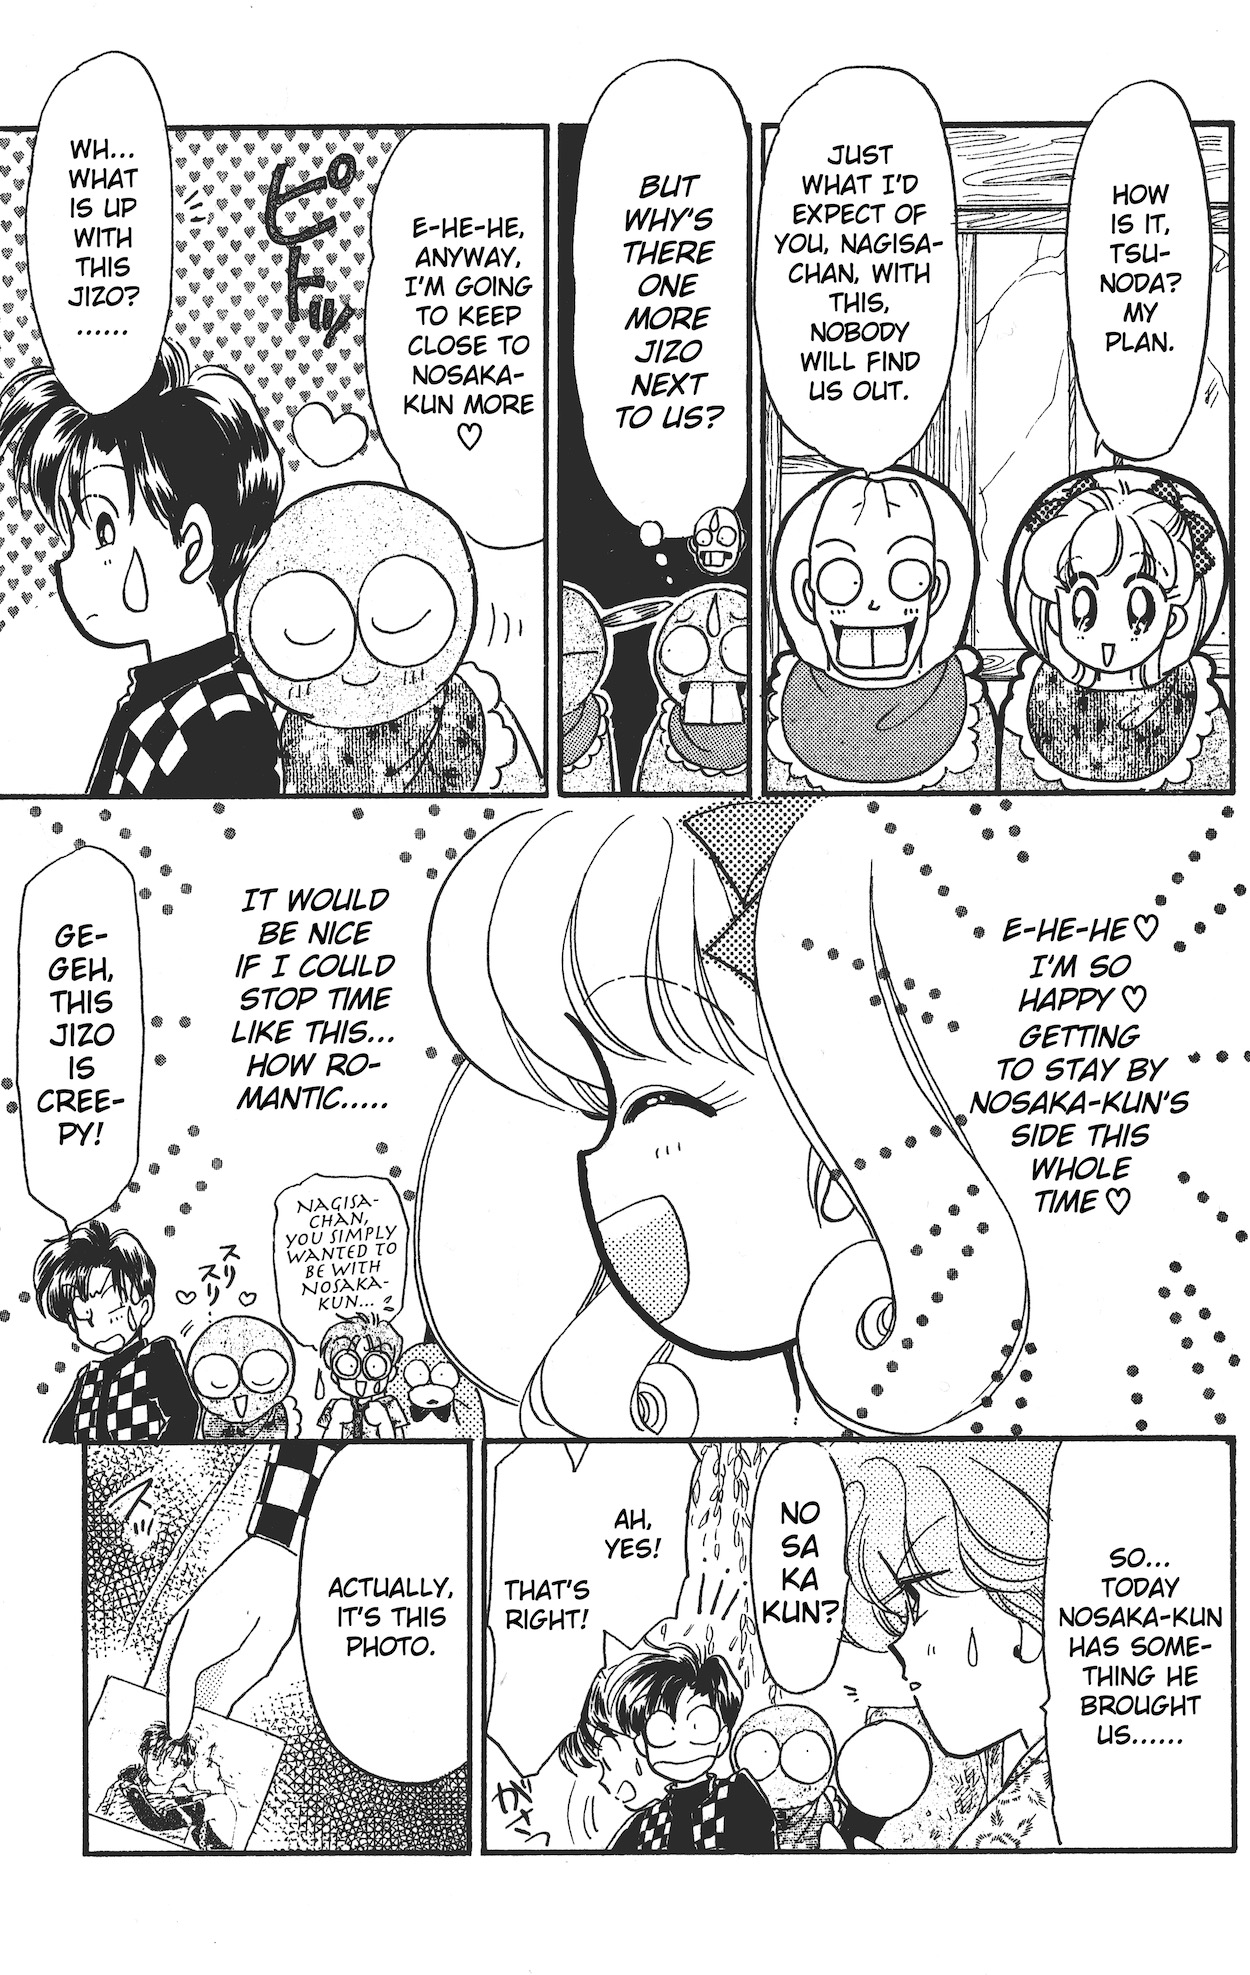 HOW
IS IT,
TSU-
NODA?
MY
PLAN.
JUST
WHAT I'D
EXPECT OF
YOU, NAGISA-
CHAN, WITH
THIS,
NOBODY
WILL FIND
US OUT.
BUT
WHY'S
THERE
ONE
MORE
JIZO
NEXT
TO US?
E-HE-HE,
ANYWAY,
I'M GOING
TO KEEP
CLOSE TO
NOSAKA-
KUN MORE
♡
ピトッ
WH...
WHAT
IS UP
WITH
THIS
JIZO?
......
E-HE-HE♡
I'M SO
HAPPY♡
GETTING
TO STAY BY
NOSAKA-KUN'S
SIDE THIS
WHOLE
TIME♡
IT WOULD
BE NICE
IF I COULD
STOP TIME
LIKE THIS...
HOW RO-
MANTIC.....
NAGISA-
CHAN,
YOU SIMPLY
WANTED TO
BE WITH
NOSAKA-
KUN...
スリ
スリ
GE-
GEH,
THIS
JIZO
IS
CREE-
PY!
SO...
TODAY
NOSAKA-KUN
HAS SOME-
THING HE
BROUGHT
US......
NO
SA
KA
KUN?
AH,
YES!
THAT'S
RIGHT!
ACTUALLY,
IT'S THIS
PHOTO.
スッ